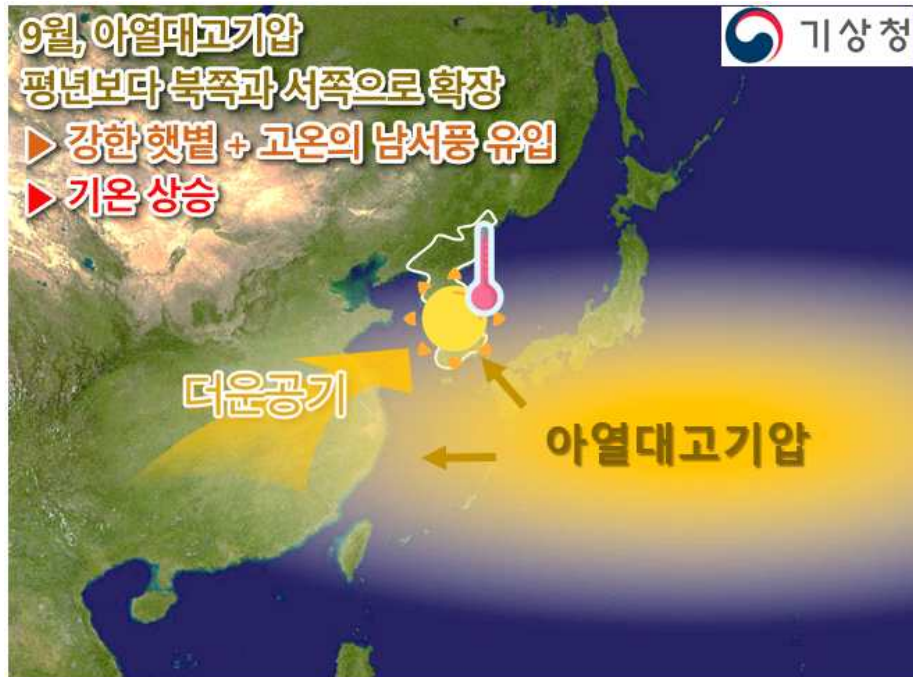 9월, 아열대고기압
평년보다 북쪽과 서쪽으로 확장
▶ 강한 햇볕 + 고온의 남서풍 유입
▶ 기온 상승
기상청
더운공기
아열대고기압